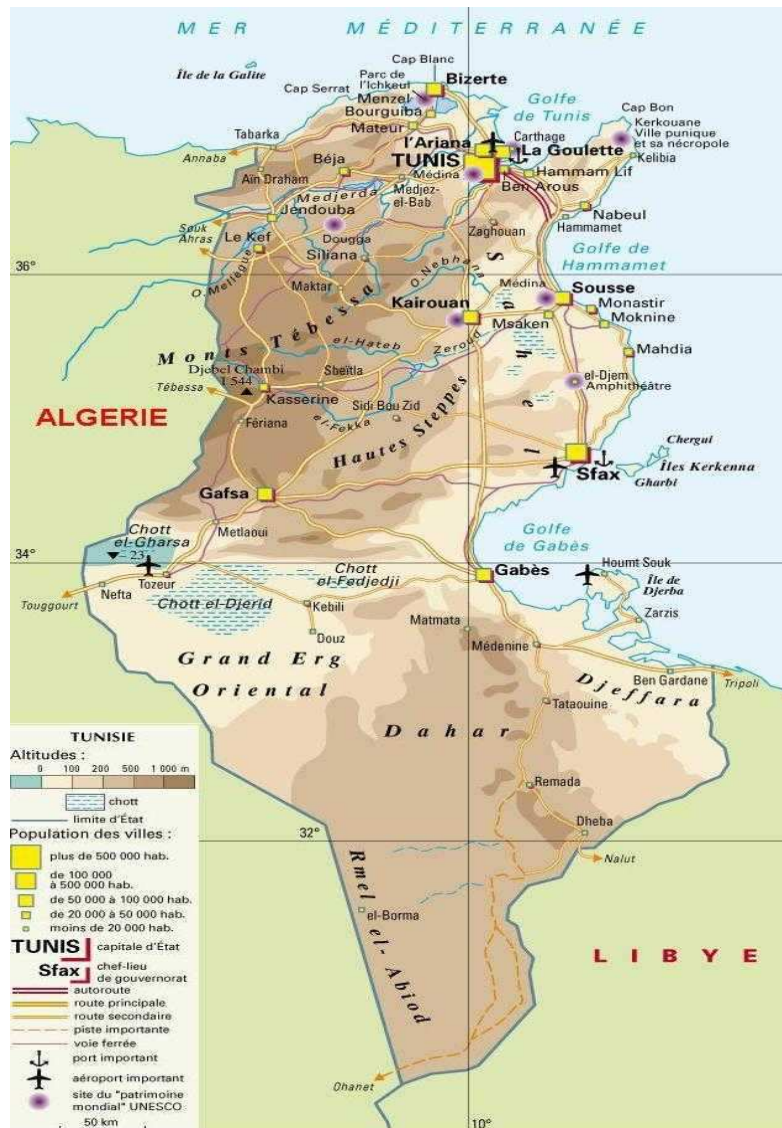 MER MÉDITERRANÉE
Île de la Galite
Cap Blanc
Parc de
l'Ichkeul
Cap Serrat
Bizerte
Menzel
Bourguiba
Mateur
Golfe
de Tunis
Cap Bon
Kerkouane
Ville punique
et sa nécropole
Kelibia
Tabarka
Annaba
l'Ariana
Carthage
La Goulette
TUNIS
Médina
Hammam Lif
Ben Arous
Béja
Aïn Draham
Medjerda
Medjez-
el-Bab
Jendouba
Souk
Ahras
Dougga
Nabeul
Hammamet
Zaghouan
Le Kef
Siliana
Golfe de
Hammamet
36°
O. Mellègue
O. Nebhana
Maktar
Médina
Sousse
Kairouan
Monastir
Msaken
Moknine
Monts Tébessa
el-Hateb
Zeroud
Sahel
Mahdia
Djebel Chambi
1 544
Sbeïtla
el-Djem
Amphithéâtre
Tébessa
Kasserine
Sidi Bou Zid
el-Fekka
ALGERIE
Fériana
Hautes Steppes
Chergui
Îles Kerkenna
Gharbi
Sfax
Gafsa
Chott
el-Gharsa
Metlaoui
- 23
34°
Golfe
de Gabès
Chott
el-Fedjedji
Gabès
Houmt Souk
Île de
Djerba
Tozeur
Nefta
Touggourt
Chott el-Djerid
Kebili
Douz
Matmata
Zarzis
Médenine
Grand Erg
Oriental
Ben Gardane
Tripoli
Djeffara
Tataouine
Dahar
Remada
Dheba
32°
Nalut
Rmel el-Abiod
el-Borma
LIBYE
Ohanet
10°
TUNISIE
Altitudes :
0 100 200 500 1 000 m
chott
limite d'État
Population des villes :
plus de 500 000 hab.
de 100 000
à 500 000 hab.
de 50 000 à 100 000 hab.
de 20 000 à 50 000 hab.
moins de 20 000 hab.
TUNIS capitale d'État
Sfax chef-lieu
de gouvernorat
autoroute
route principale
route secondaire
piste importante
voie ferrée
port important
aéroport important
site du "patrimoine
mondial" UNESCO
50 km